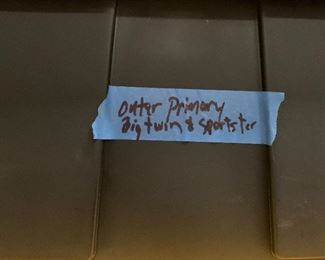 outer Primary
Big twin & Sportster